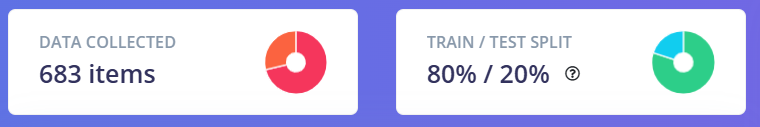 DATA COLLECTED
683 items
TRAIN / TEST SPLIT
80% / 20% ?